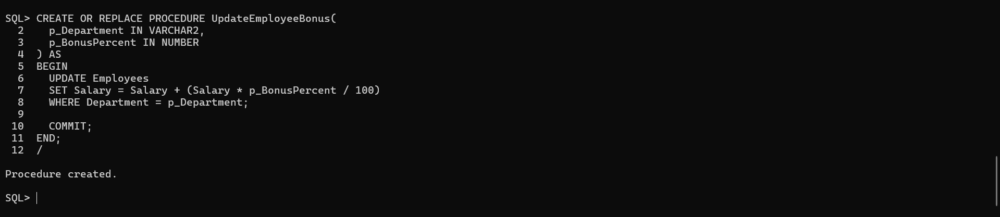 SQL> CREATE OR REPLACE PROCEDURE UpdateEmployeeBonus(
  2    p_Department IN VARCHAR2,
  3    p_BonusPercent IN NUMBER
  4  ) AS
  5  BEGIN
  6    UPDATE Employees
  7    SET Salary = Salary + (Salary * p_BonusPercent / 100)
  8    WHERE Department = p_Department;
  9
 10    COMMIT;
 11  END;
 12  /
Procedure created.
SQL>